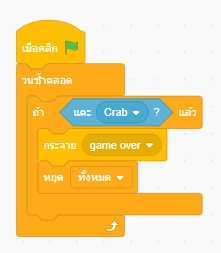 เมื่อคลิก
วนซ้ำตลอด
ถ้า แตะ Crab ? แล้ว
กระจาย game over
หยุด ทั้งหมด